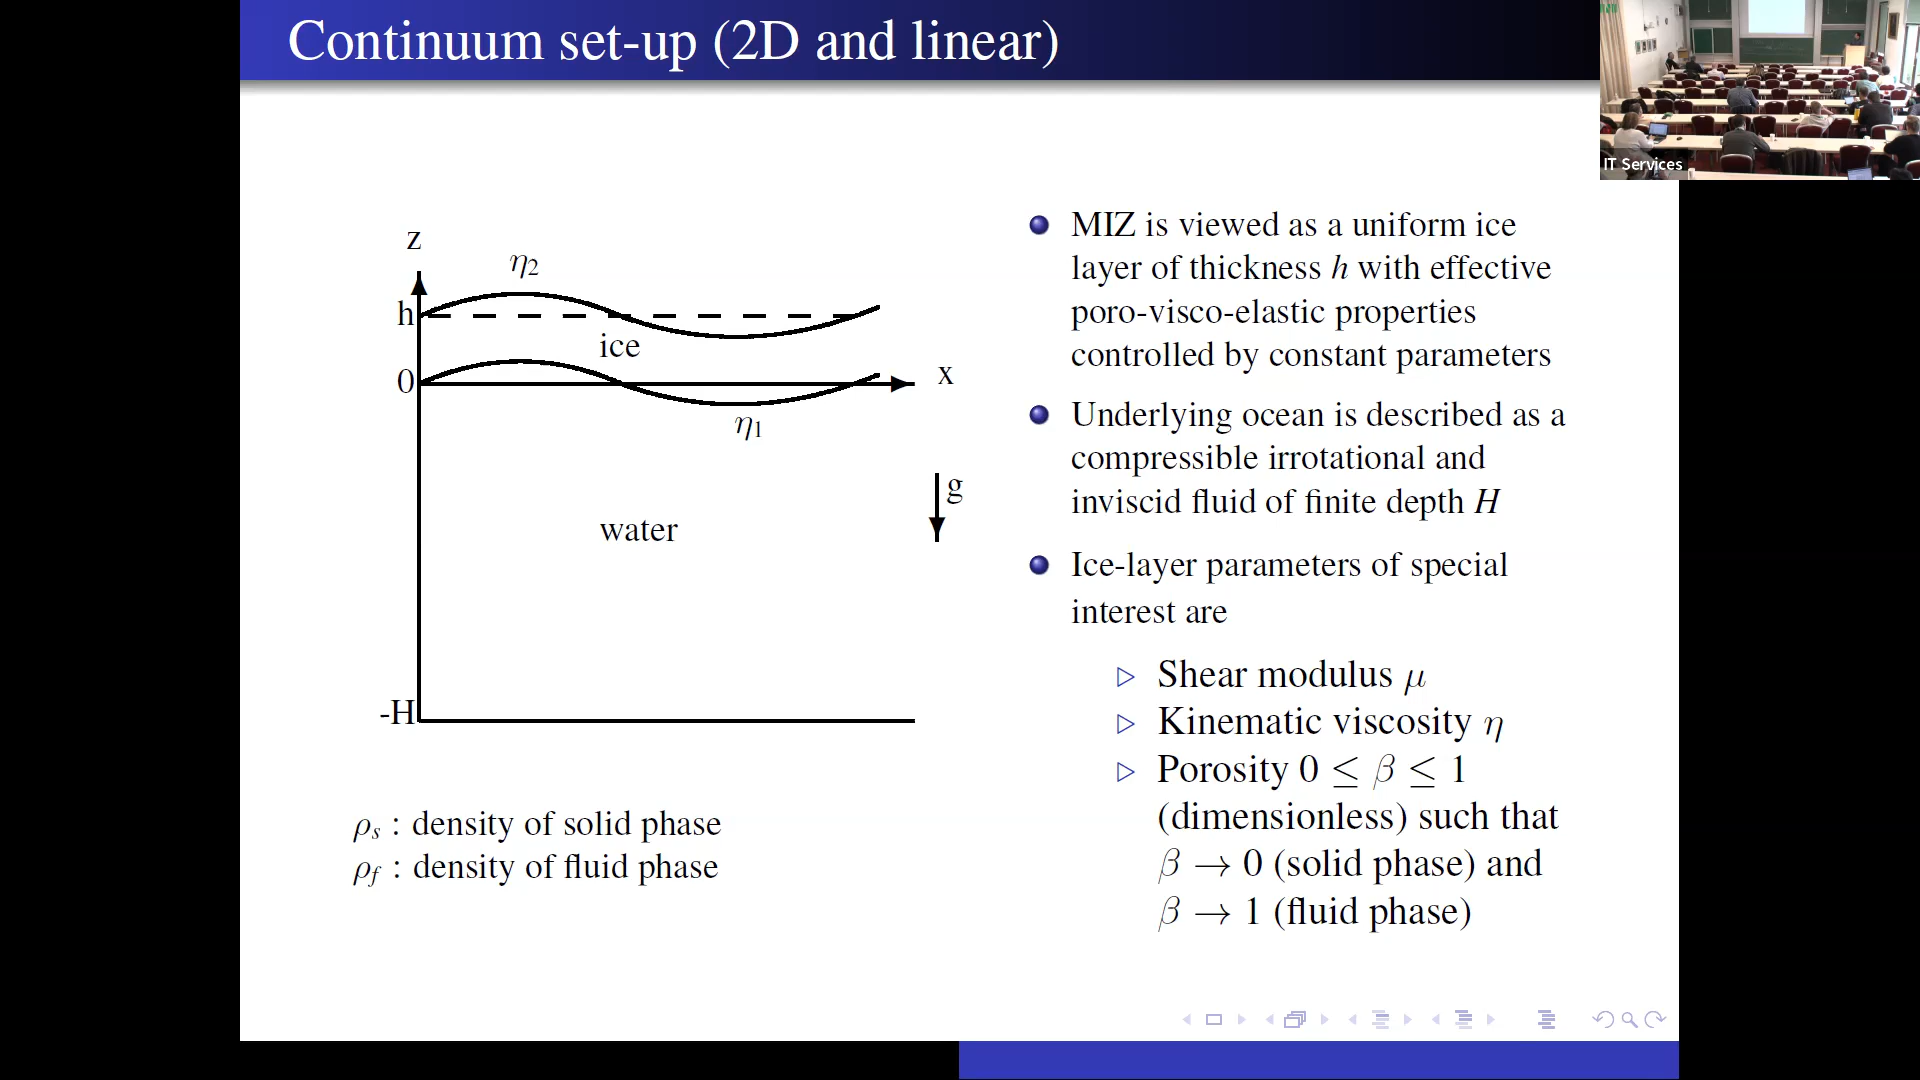 Continuum set-up (2D and linear)
IT Services
z
η2
h
ice
0
x
η1
g
water
-H
ρs : density of solid phase
ρf : density of fluid phase
MIZ is viewed as a uniform ice
layer of thickness h with effective
poro-visco-elastic properties
controlled by constant parameters
Underlying ocean is described as a
compressible irrotational and
inviscid fluid of finite depth H
Ice-layer parameters of special
interest are
Shear modulus μ
Kinematic viscosity η
Porosity 0 ≤ β ≤ 1
(dimensionless) such that
β → 0 (solid phase) and
β → 1 (fluid phase)